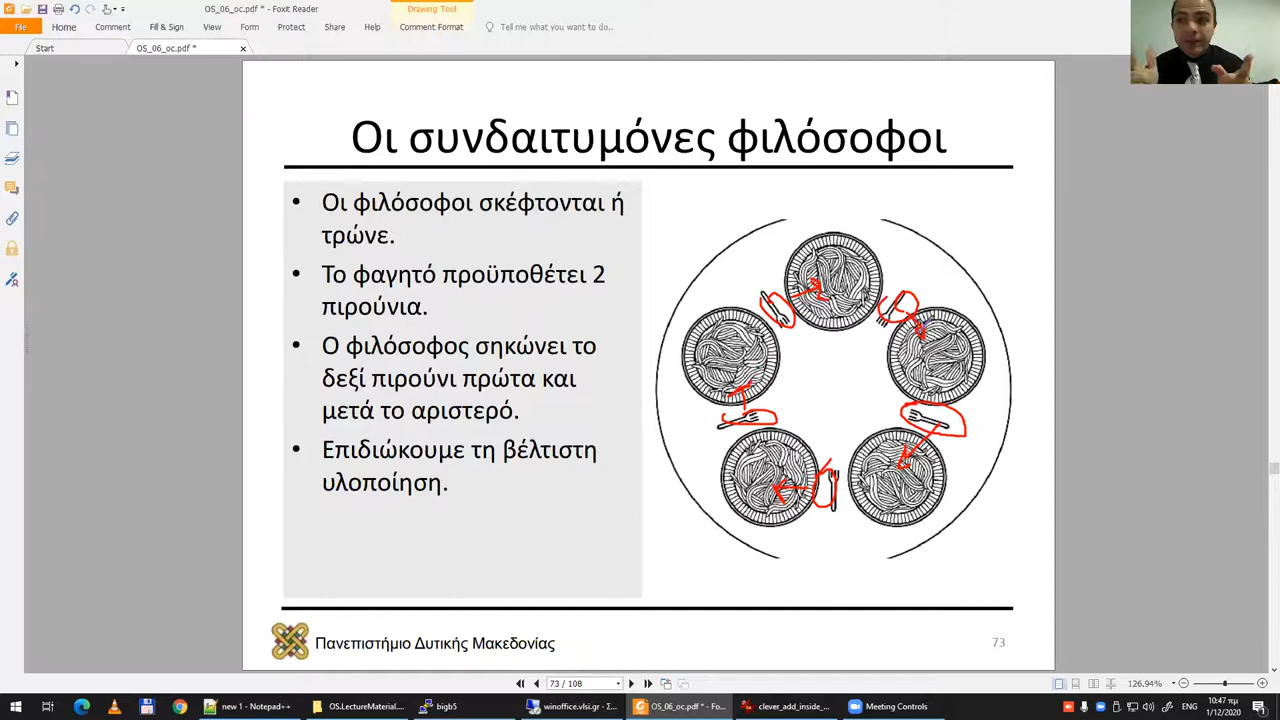 OS_06_oc.pdf * - Foxit Reader
Drawing Tool
File
Home
Comment
Fill & Sign
View
Form
Protect
Share
Help
Comment Format
Tell me what you want to do..
Start
OS_06_oc.pdf *
Οι συνδαιτυμόνες φιλόσοφοι
• Οι φιλόσοφοι σκέφτονται ή
τρώνε.
• Το φαγητό προϋποθέτει 2
πιρούνια.
• Ο φιλόσοφος σηκώνει το
δεξί πιρούνι πρώτα και
μετά το αριστερό.
• Επιδιώκουμε τη βέλτιστη
υλοποίηση.
Πανεπιστήμιο Δυτικής Μακεδονίας
73
73 / 108
126.94%
new 1 - Notepad++
OS.LectureMaterial....
bigb5
winoffice.vlsi.gr - Σ...
OS_06_oc.pdf * - Fo...
clever_add_inside_...
Meeting Controls
ENG
10:47 πμ
1/12/2020